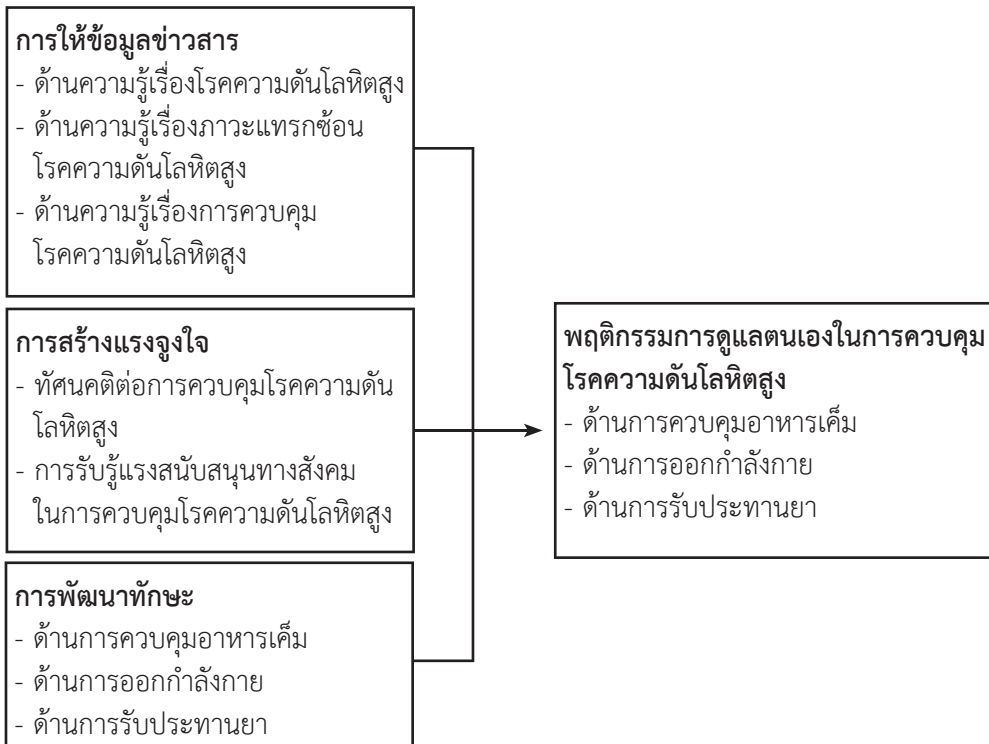 การให้ข้อมูลข่าวสาร
- ด้านความรู้เรื่องโรคความดันโลหิตสูง
- ด้านความรู้เรื่องภาวะแทรกซ้อน
โรคความดันโลหิตสูง
- ด้านความรู้เรื่องการควบคุม
โรคความดันโลหิตสูง
การสร้างแรงจูงใจ
- ทัศนคติต่อการควบคุมโรคความดัน
โลหิตสูง
- การรับรู้แรงสนับสนุนทางสังคม
ในการควบคุมโรคความดันโลหิตสูง
การพัฒนาทักษะ
- ด้านการควบคุมอาหารเค็ม
- ด้านการออกกำลังกาย
- ด้านการรับประทานยา
พฤติกรรมการดูแลตนเองในการควบคุม
โรคความดันโลหิตสูง
- ด้านการควบคุมอาหารเค็ม
- ด้านการออกกำลังกาย
- ด้านการรับประทานยา